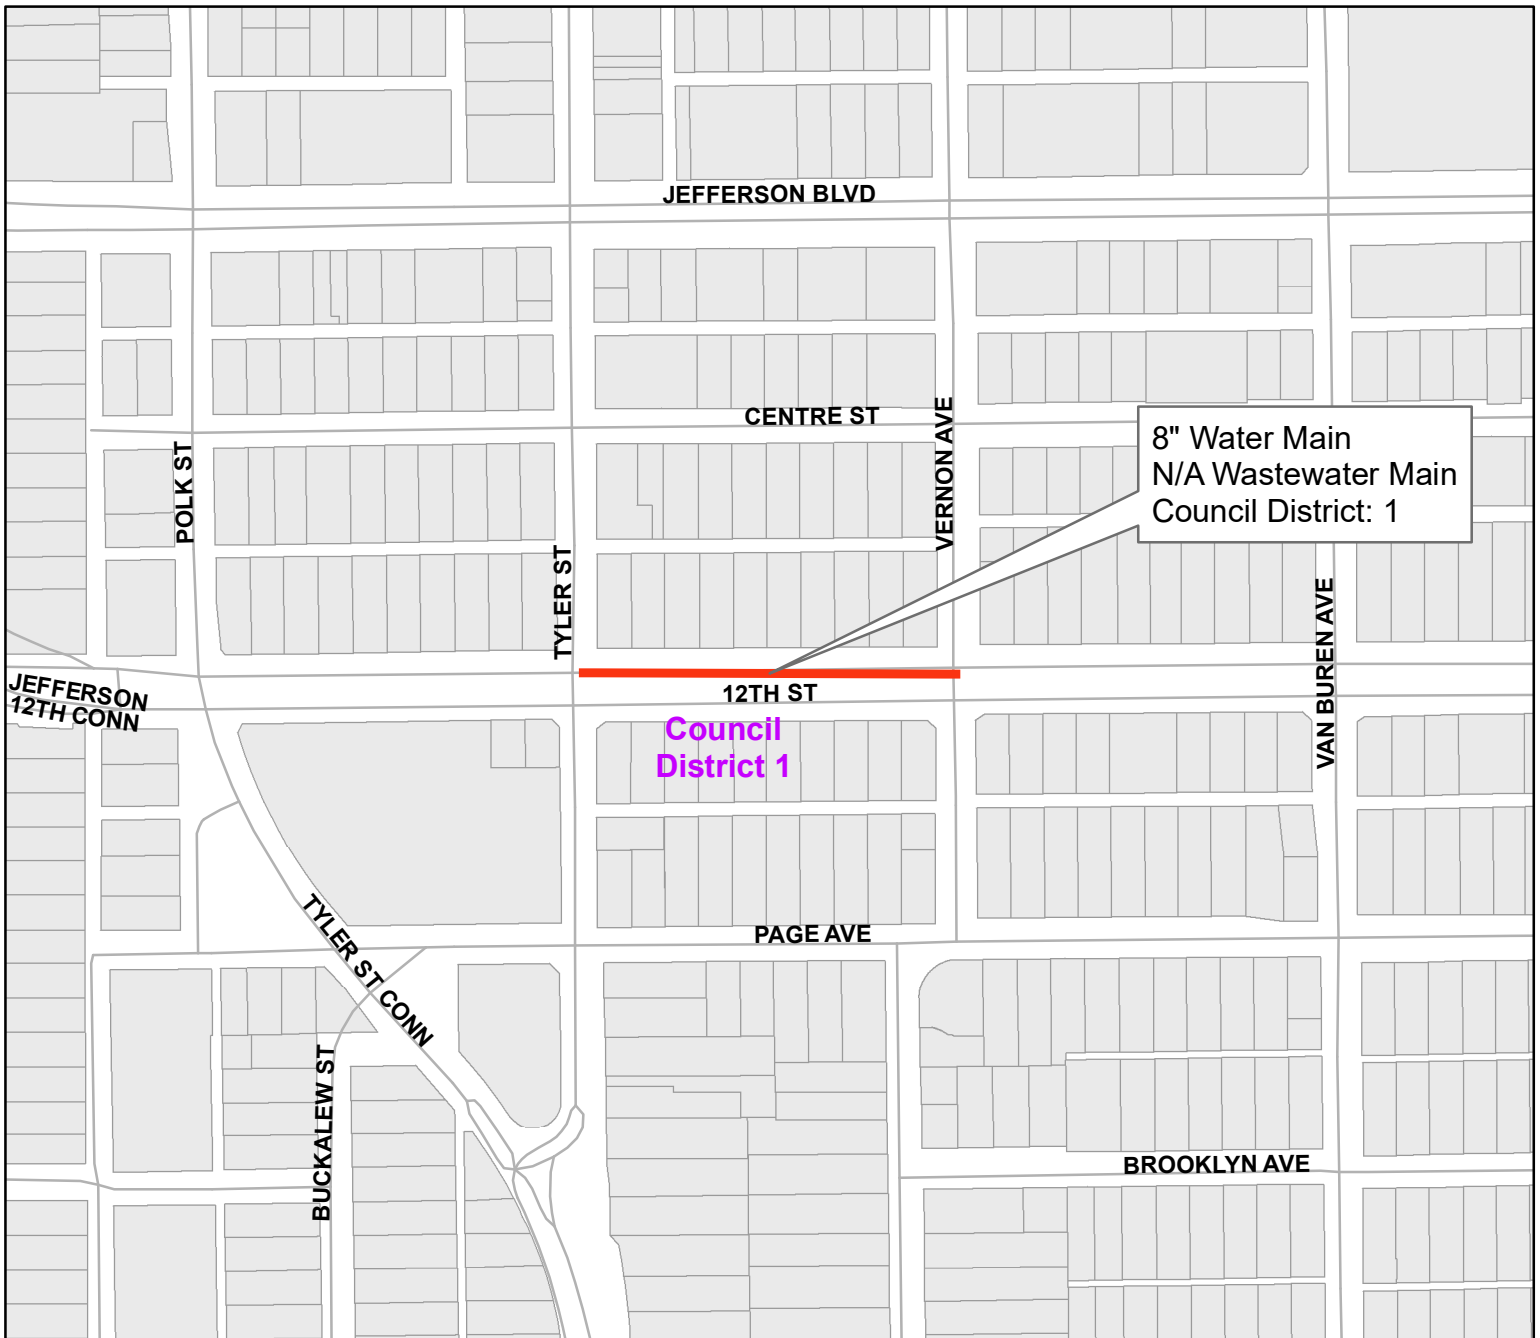 JEFFERSON BLVD
CENTRE ST
VERNON AVE
8" Water Main
N/A Wastewater Main
Council District: 1
POLK ST
TYLER ST
VAN BUREN AVE
JEFFERSON
12TH CONN
12TH ST
Council
District 1
TYLER ST CONN
PAGE AVE
BUCKALEW ST
BROOKLYN AVE